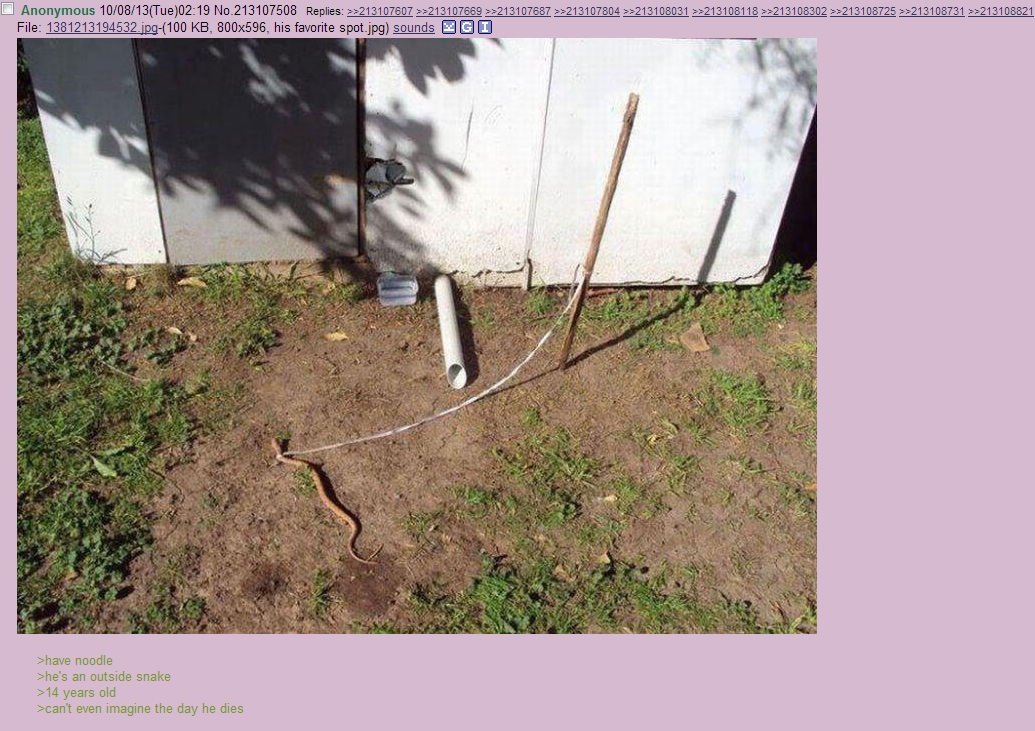 Anonymous 10/08/13(Tue)02:19 No.213107508 Replies: >>213107607 >>213107669 >>213107687 >>213107804 >>213108031 >>213108118 >>213108302 >>213108725 >>213108731 >>213108821
File: 1381213194532.jpg-(100 KB, 800x596, his favorite spot.jpg) sounds G I
>have noodle
>he's an outside snake
>14 years old
>can't even imagine the day he dies